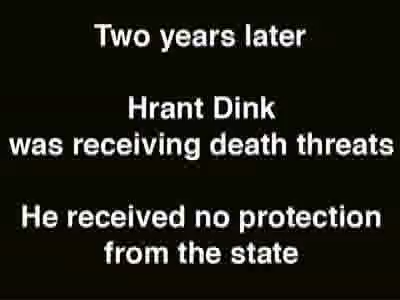 Two years later
Hrant Dink
was receiving death threats
He received no protection
from the state